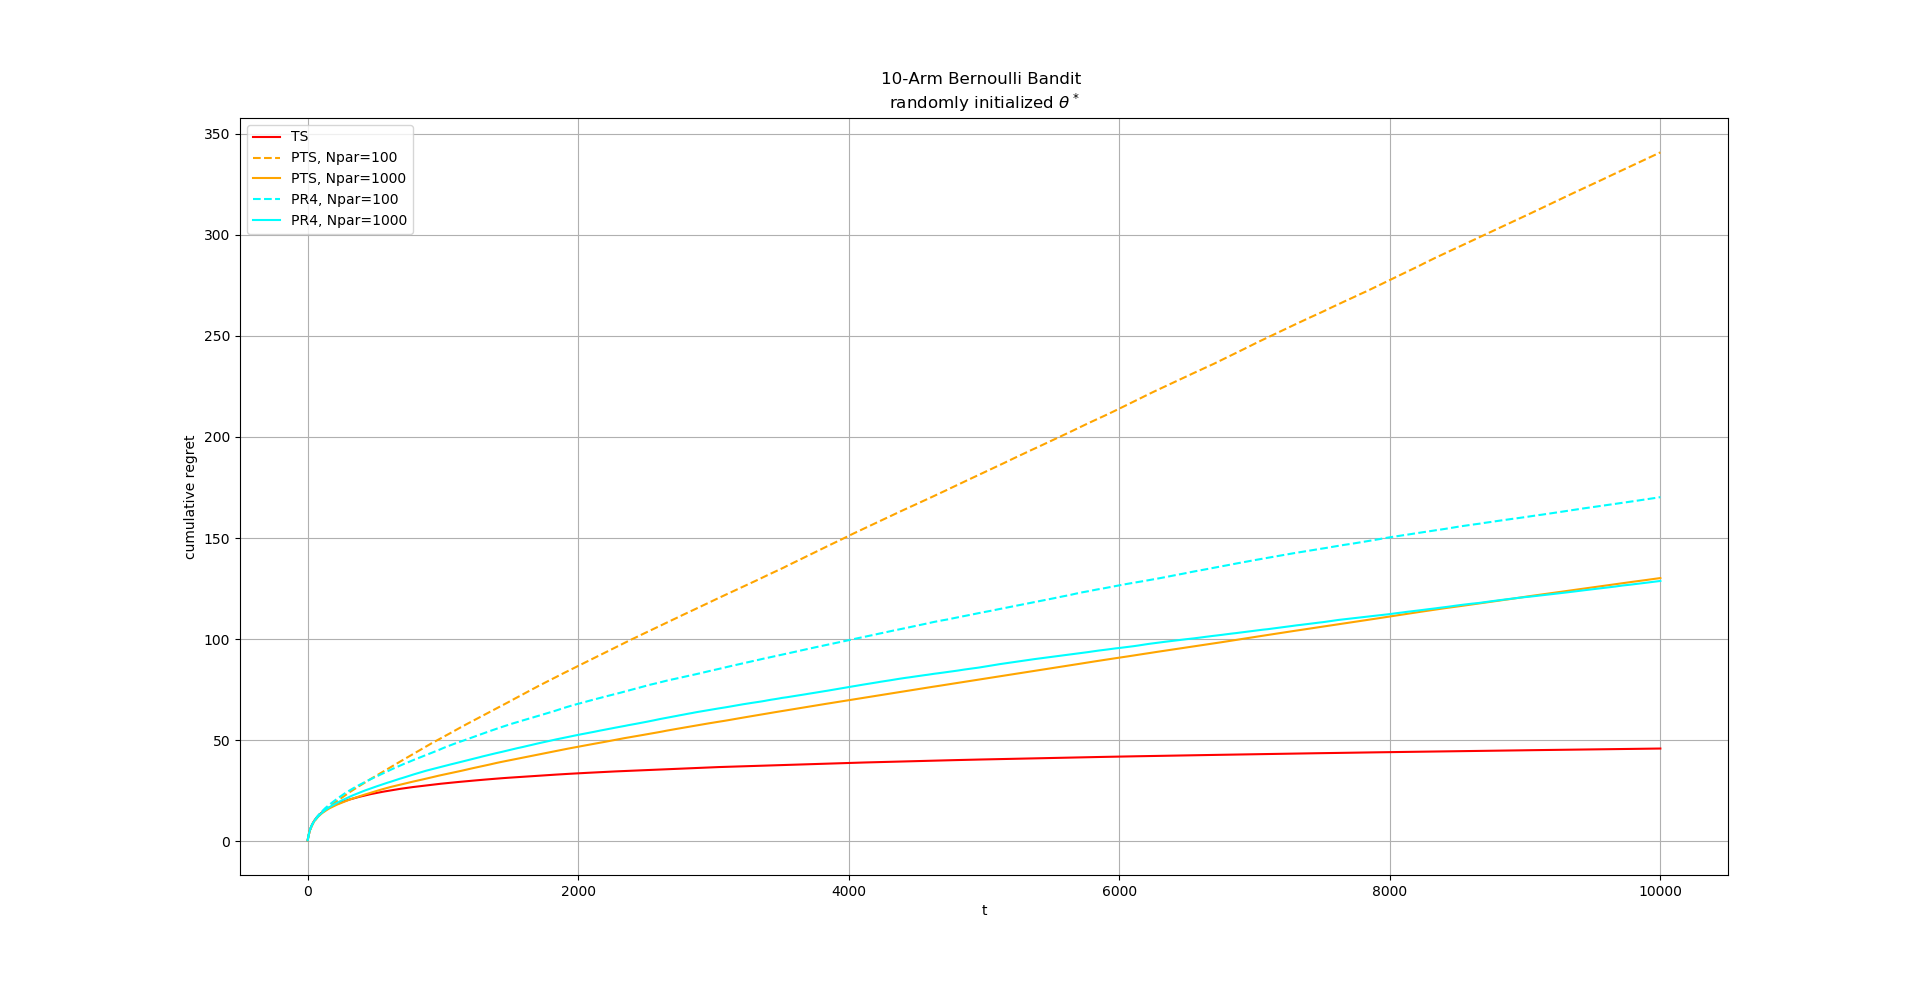 10-Arm Bernoulli Bandit
randomly initialized θ*
TS
PTS, Npar=100
PTS, Npar=1000
PR4, Npar=100
PR4, Npar=1000
350
300
250
200
150
100
50
0
cumulative regret
0 2000 4000 6000 8000 10000
t